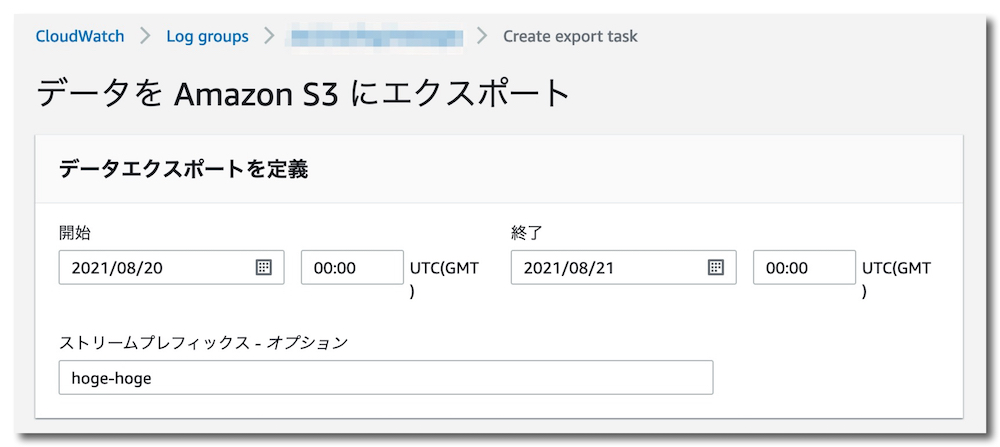 CloudWatch > Log groups > > Create export task
データを Amazon S3 にエクスポート
データエクスポートを定義
開始 終了
2021/08/20 00:00 UTC(GMT) 2021/08/21 00:00 UTC(GMT)
ストリームプレフィックス - オプション
hoge-hoge